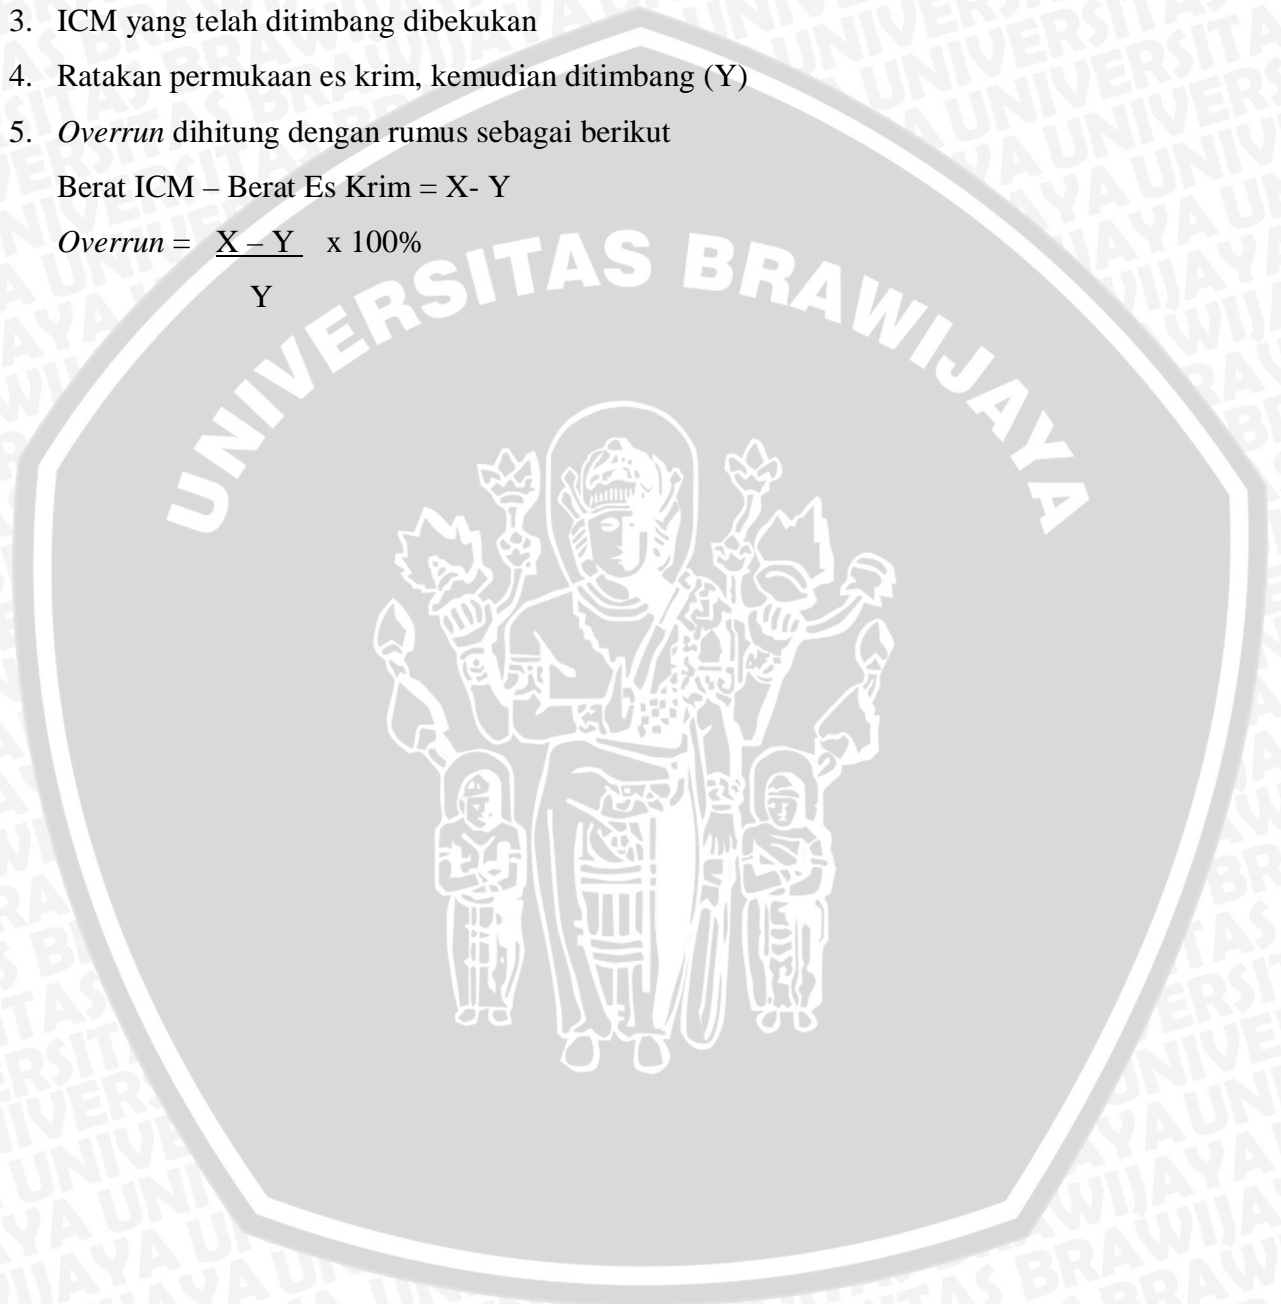 3. ICM yang telah ditimbang dibekukan
4. Ratakan permukaan es krim, kemudian ditimbang (Y)
5. Overrun dihitung dengan rumus sebagai berikut
Berat ICM – Berat Es Krim = X- Y
Overrun = X – Y x 100%
Y
UNIVERSITAS BRAWIJAYA